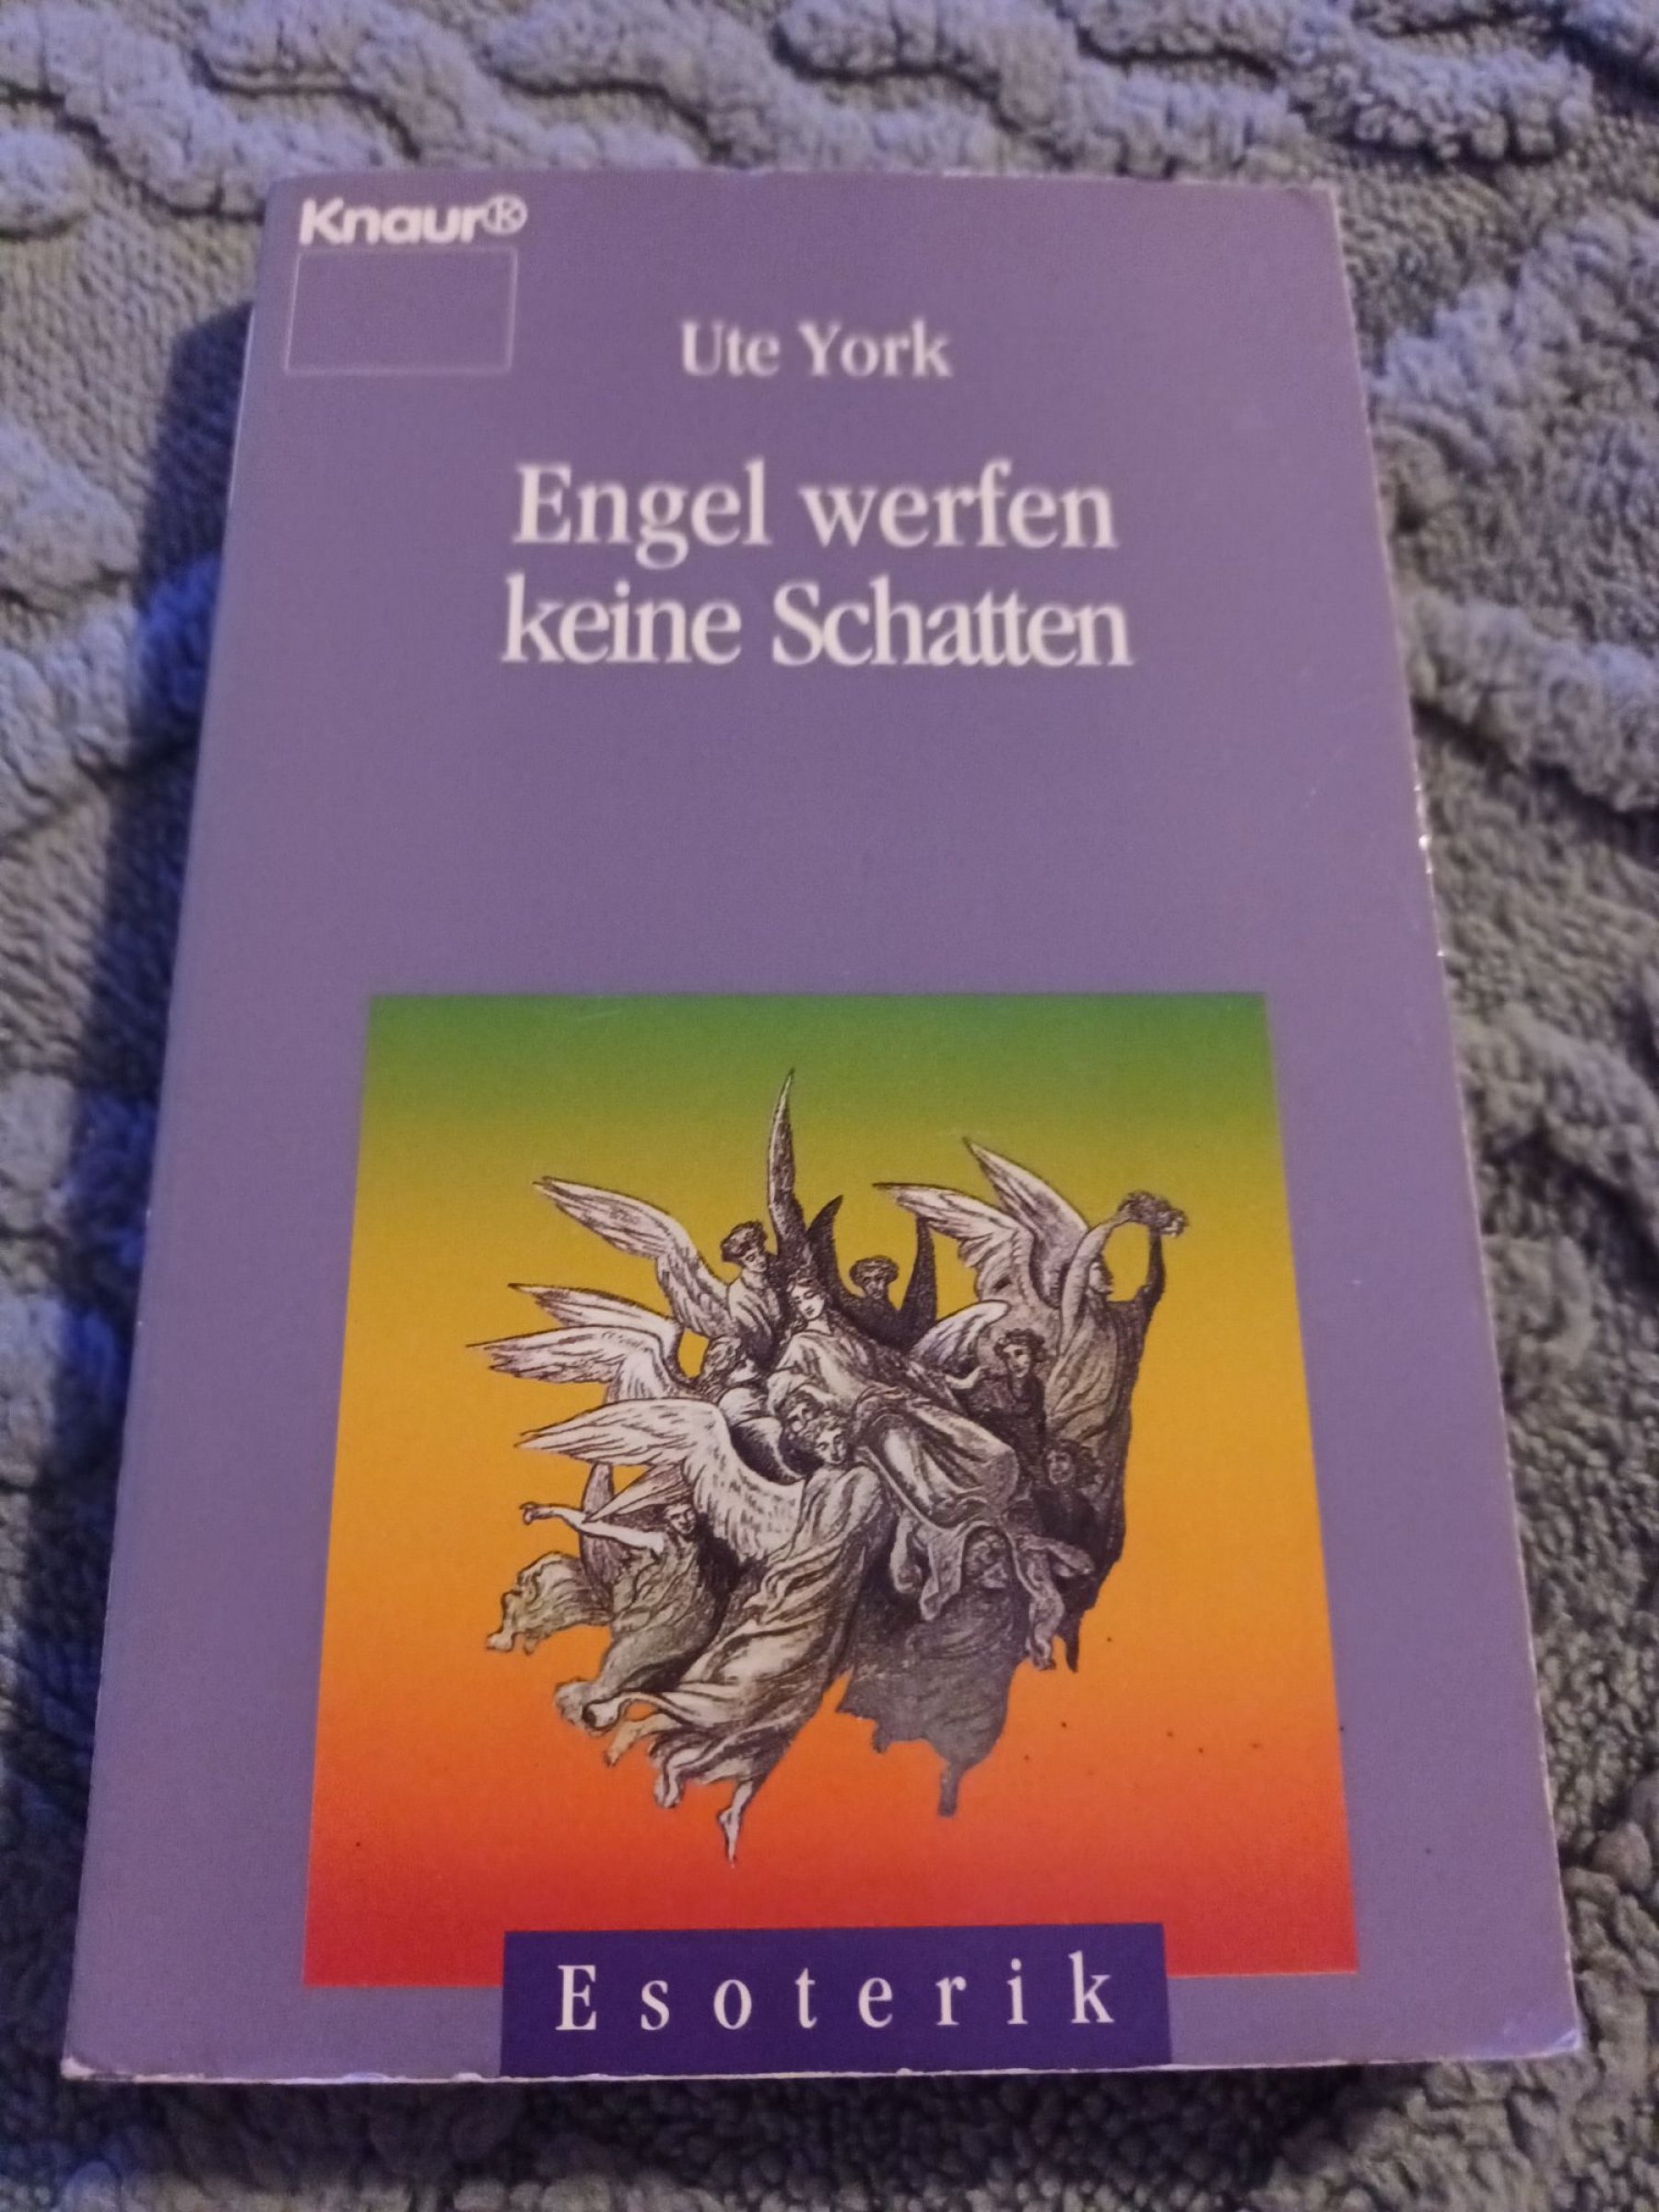 Knaur®
Ute York
Engel werfen
keine Schatten
Esoterik